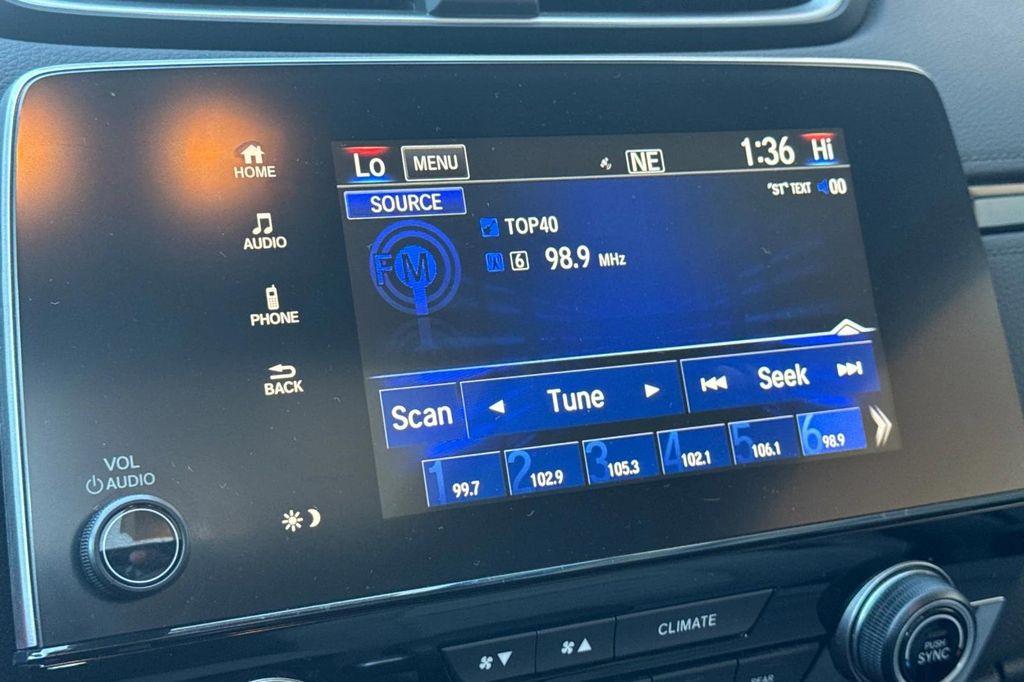 Lo MENU NE 1:36 Hi
HOME
SOURCE
"ST" TEXT 00
AUDIO
TOP40
FM
6 98.9 MHz
PHONE
BACK
Scan Tune Seek
1 99.7 2 102.9 3 105.3 4 102.1 5 106.1 6 98.9
VOL
AUDIO
CLIMATE
PUSH
SYNC
REAR